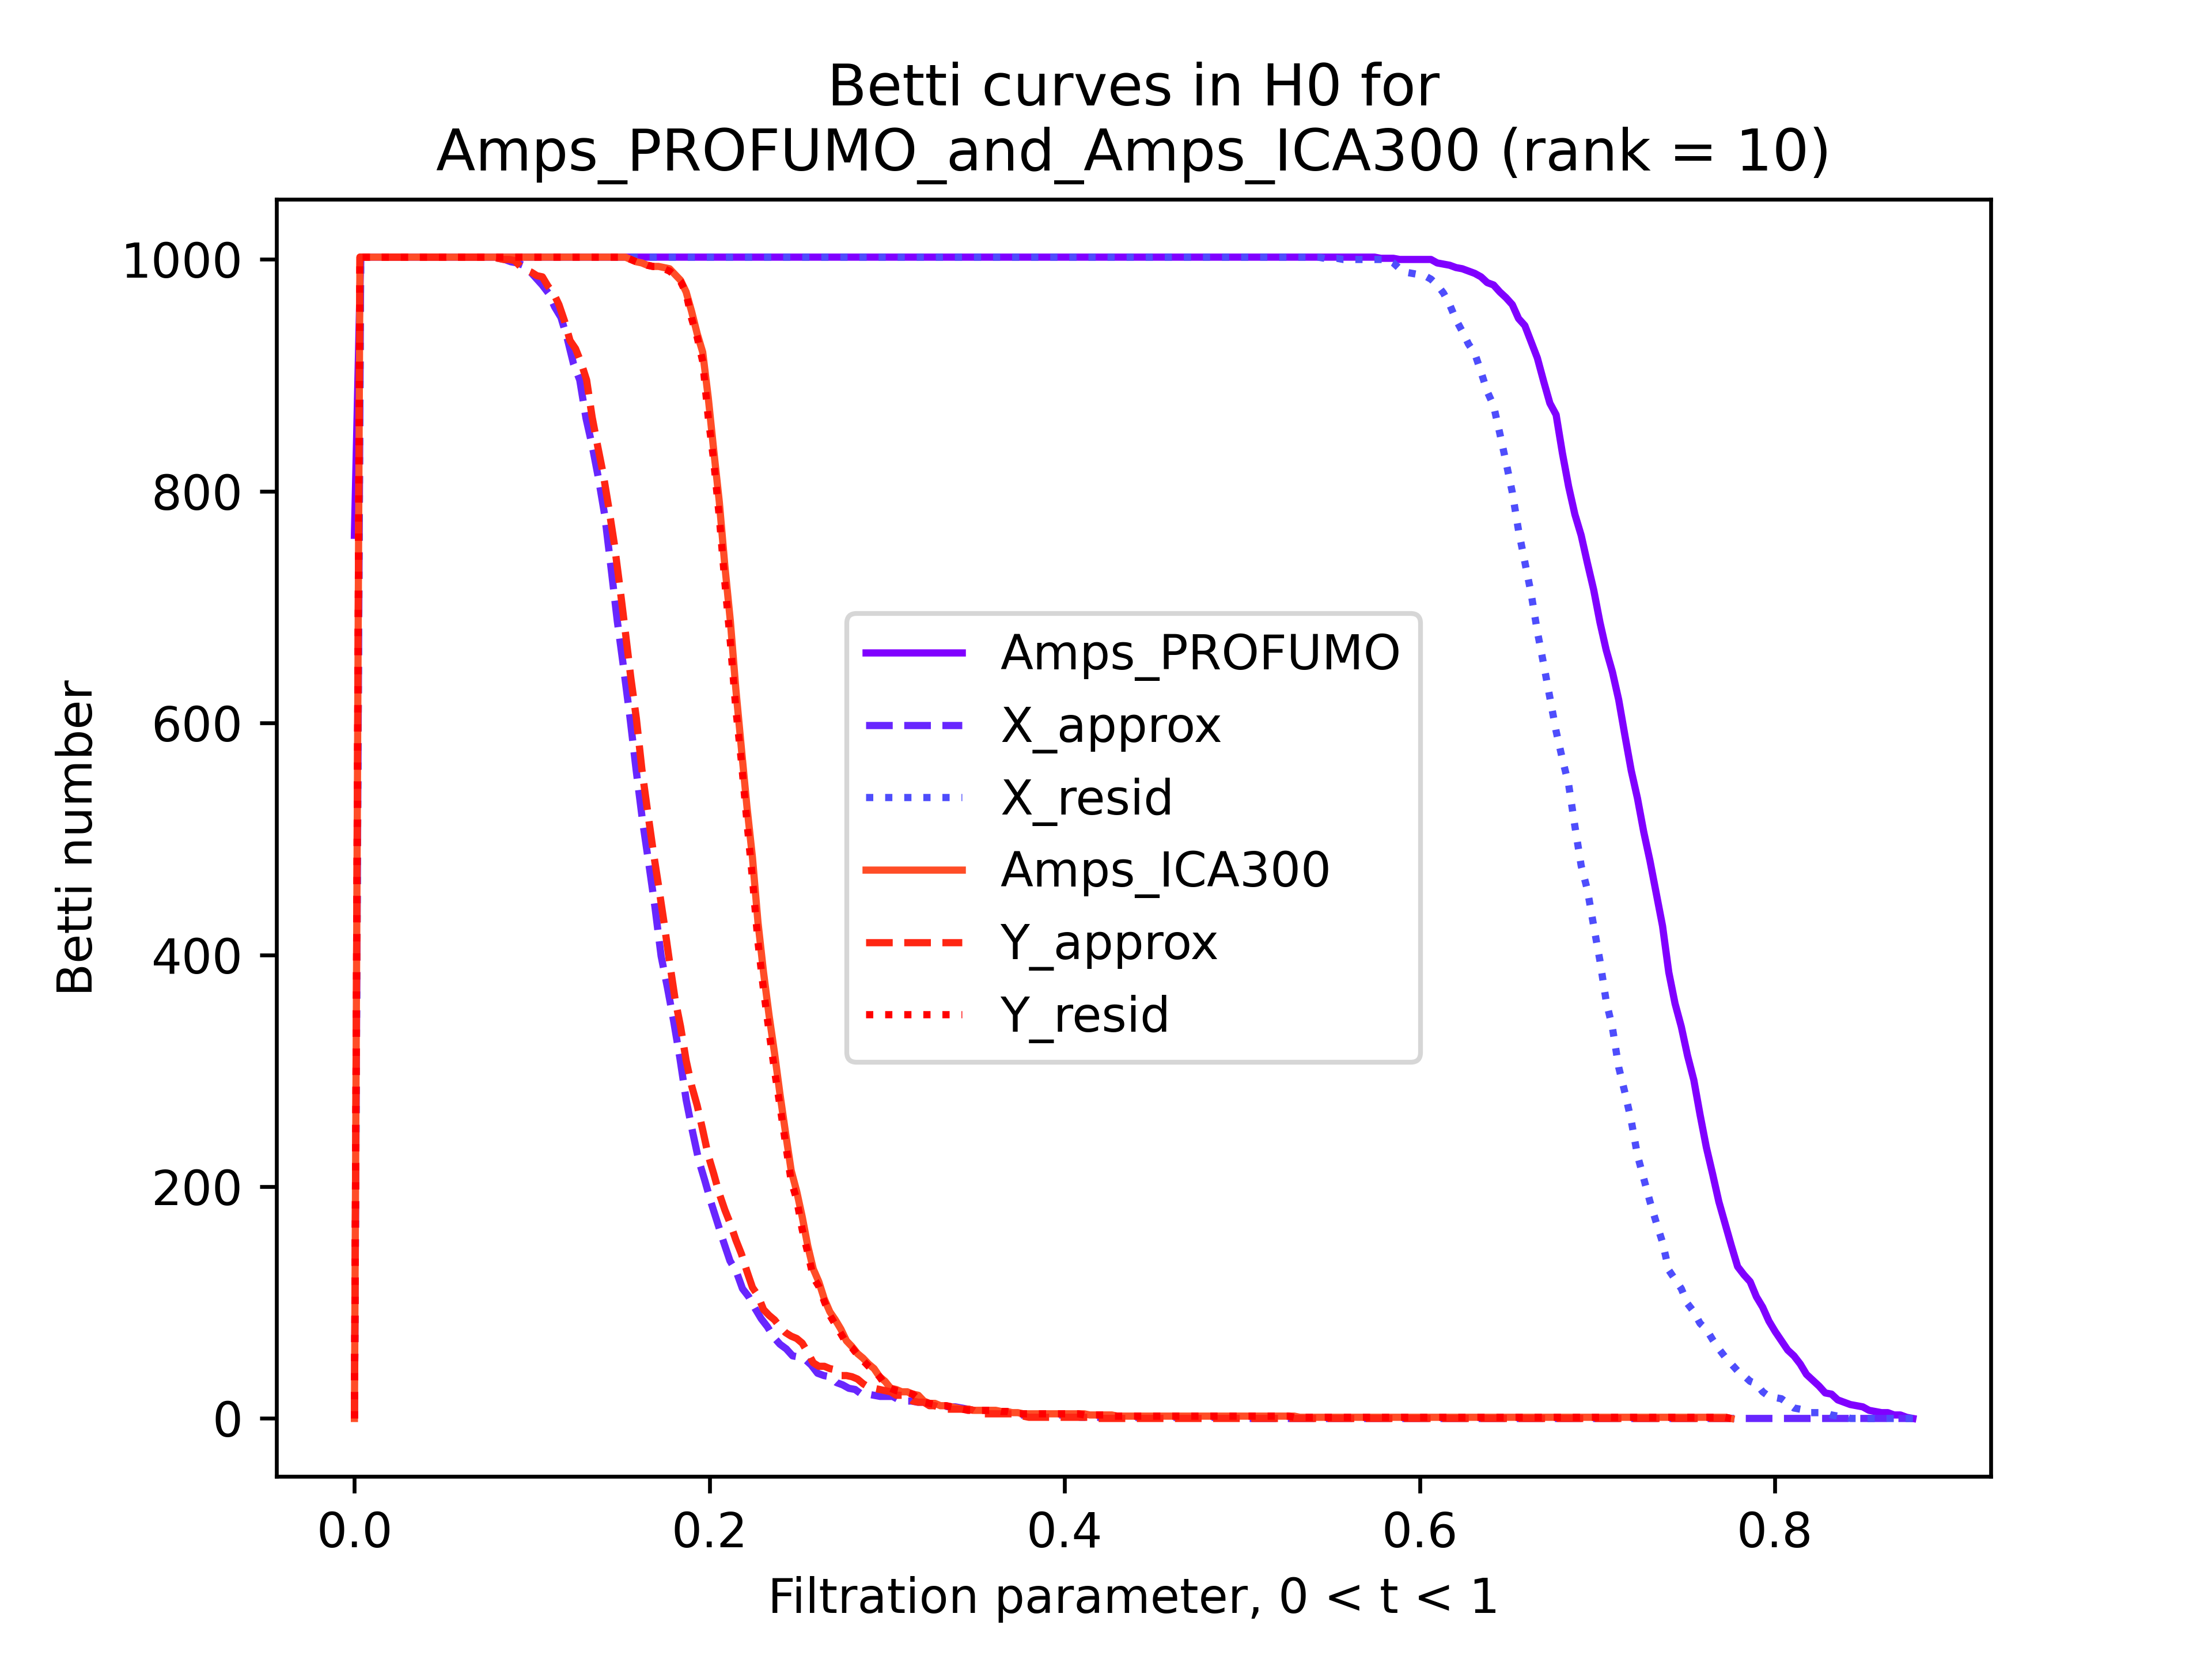 Betti curves in H0 for
Amps_PROFUMO_and_Amps_ICA300 (rank = 10)
Betti number
1000
800
600
400
200
0
Amps_PROFUMO
X_approx
X_resid
Amps_ICA300
Y_approx
Y_resid
0.0 0.2 0.4 0.6 0.8
Filtration parameter, 0 < t < 1